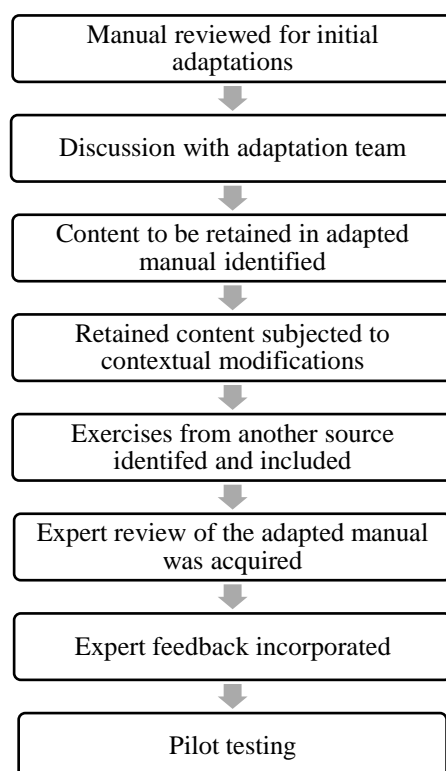 Manual reviewed for initial
adaptations
Discussion with adaptation team
Content to be retained in adapted
manual identified
Retained content subjected to
contextual modifications
Exercises from another source
identifed and included
Expert review of the adapted manual
was acquired
Expert feedback incorporated
Pilot testing